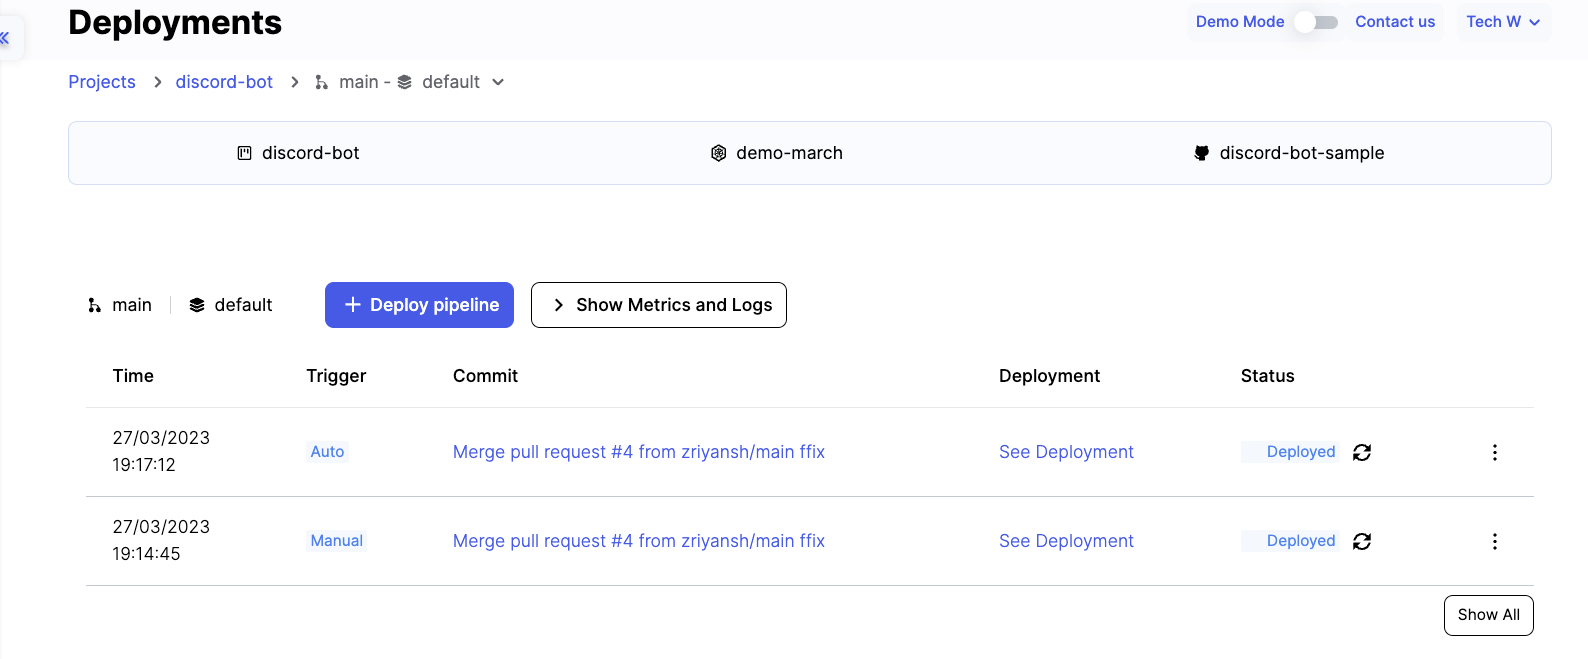 Deployments
Demo Mode Contact us Tech W
Projects > discord-bot > main - default
discord-bot demo-march discord-bot-sample
main default + Deploy pipeline > Show Metrics and Logs
Time Trigger Commit Deployment Status
27/03/2023
19:17:12
Auto Merge pull request #4 from zriyansh/main ffix See Deployment Deployed
27/03/2023
19:14:45
Manual Merge pull request #4 from zriyansh/main ffix See Deployment Deployed
Show All